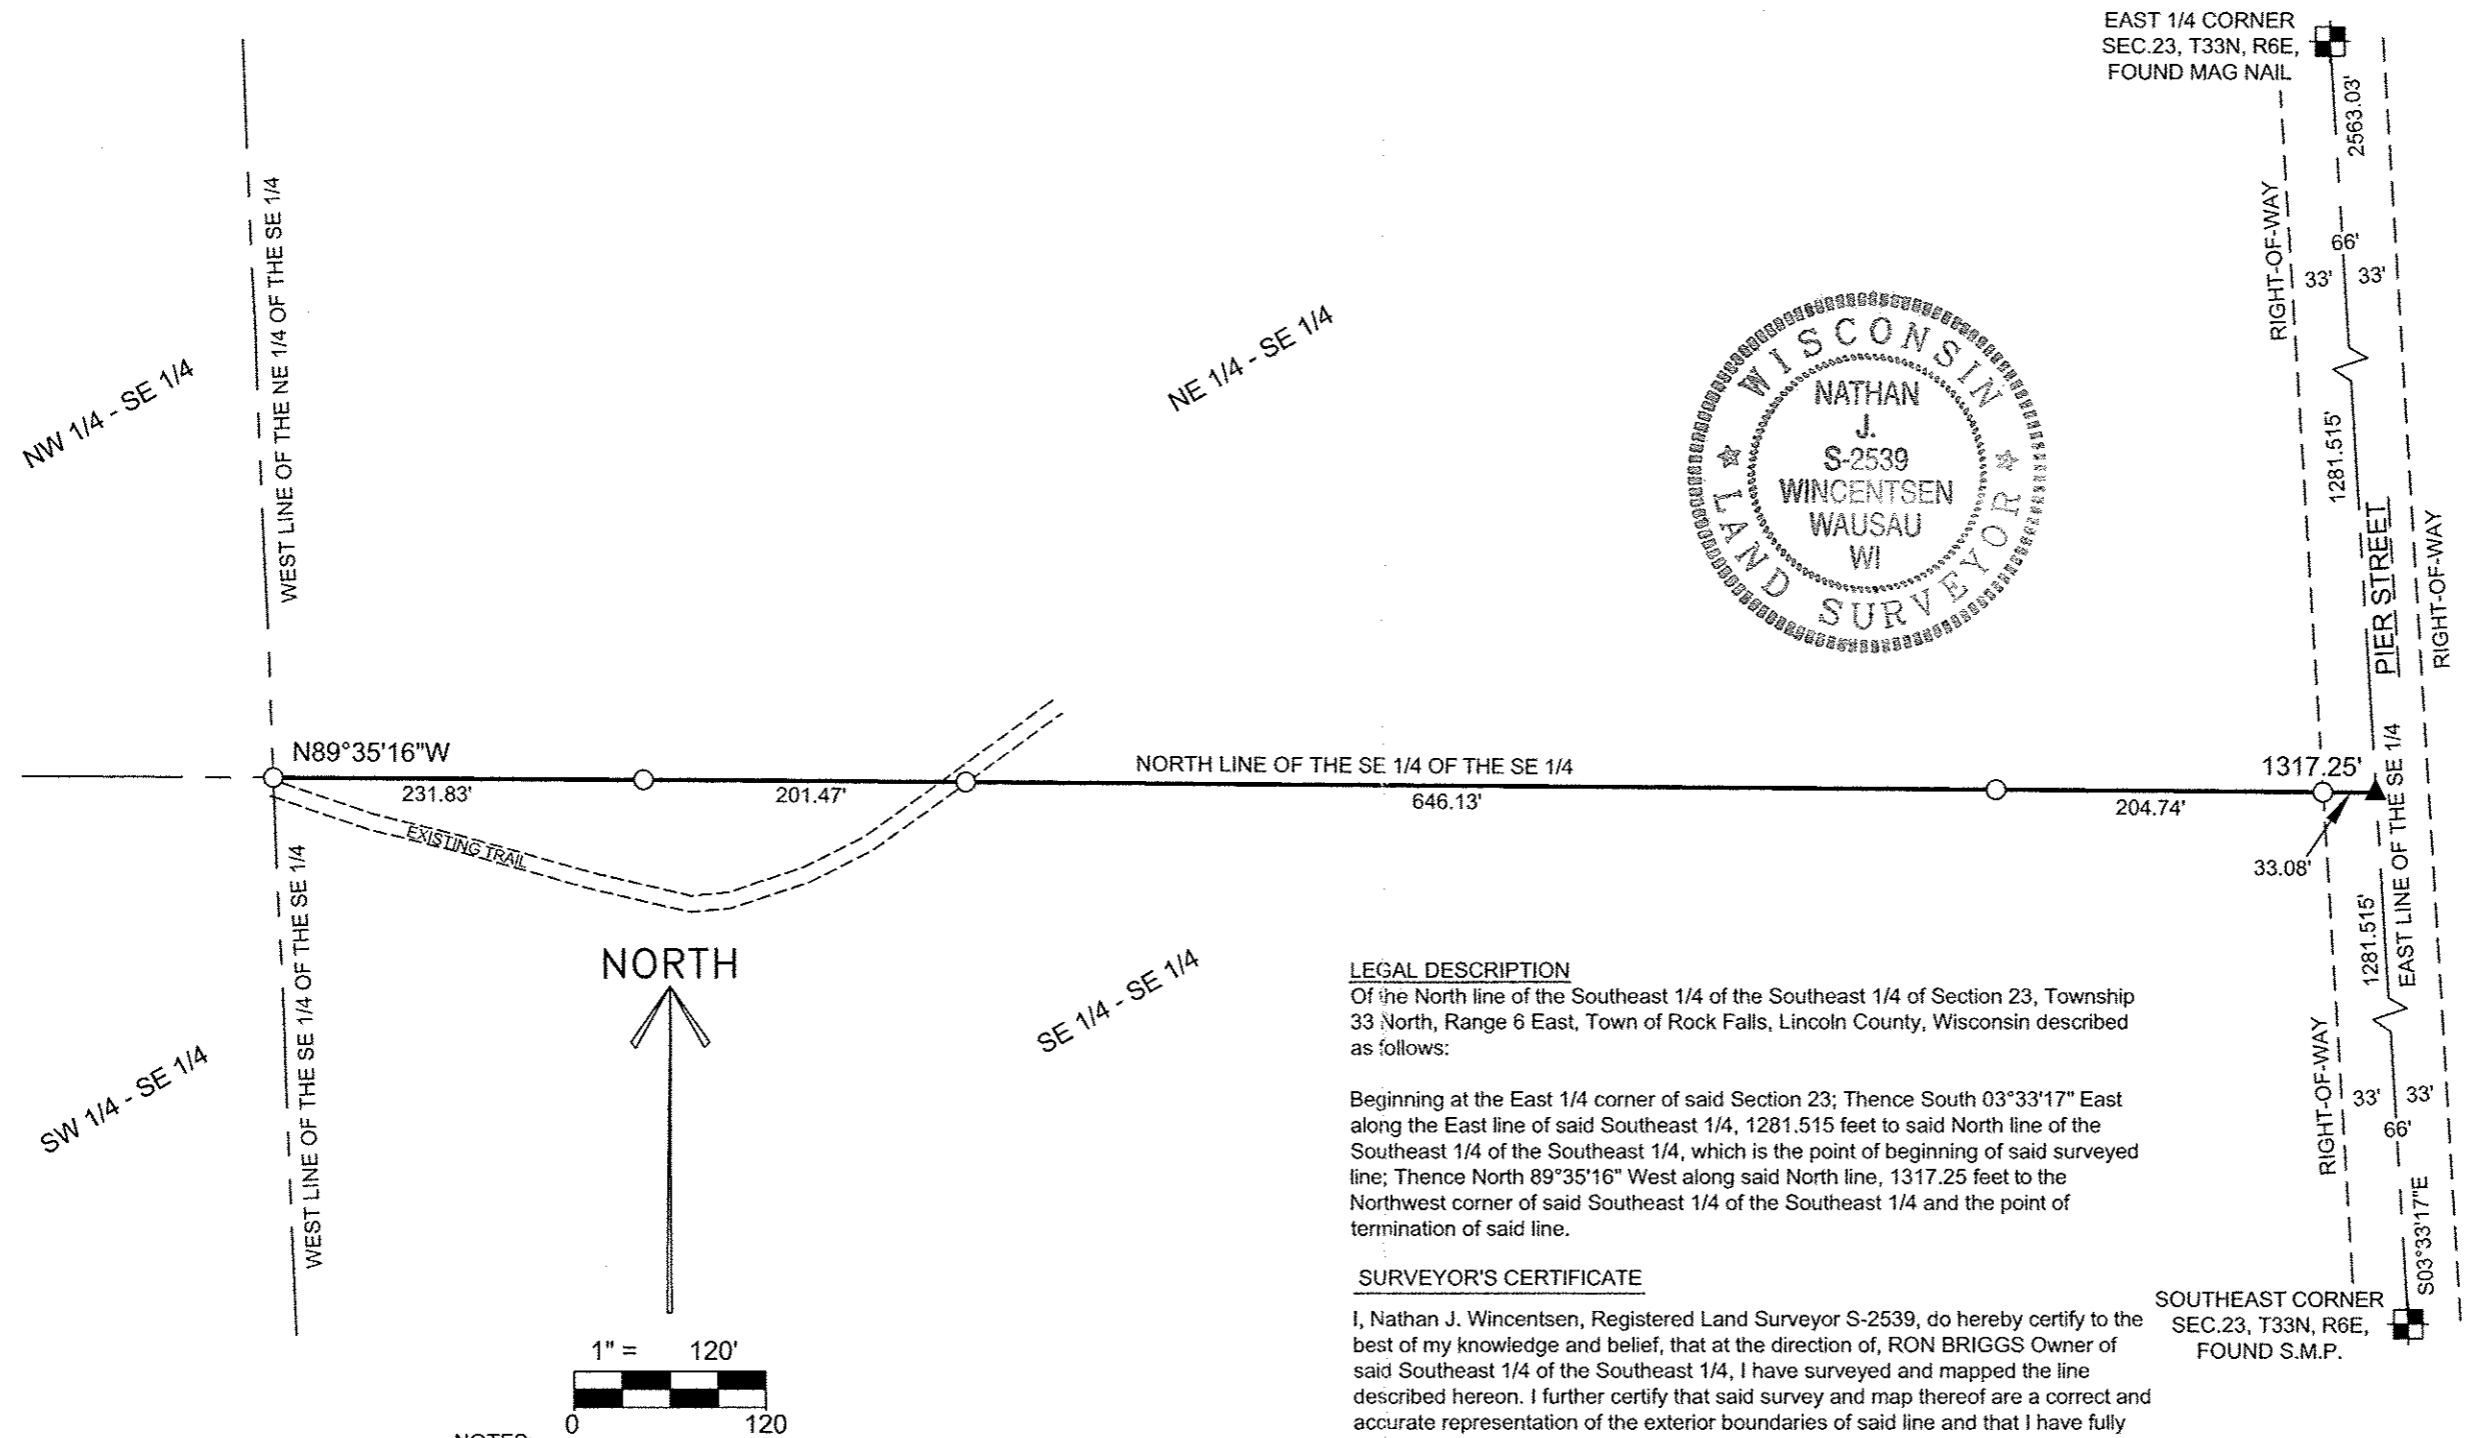 EAST 1/4 CORNER
SEC.23, T33N, R6E,
FOUND MAG NAIL
2563.03'
RIGHT-OF-WAY
66'
33'
33'
1281.515'
PIER STREET
RIGHT-OF-WAY
WEST LINE OF THE NE 1/4 OF THE SE 1/4
NW 1/4 - SE 1/4
NE 1/4 - SE 1/4
WISCONSIN
NATHAN
J.
S-2539
WINCENTSEN
WAUSAU
WI
LAND SURVEYOR
N89°35'16"W
231.83'
201.47'
NORTH LINE OF THE SE 1/4 OF THE SE 1/4
646.13'
204.74'
1317.25'
33.08'
EAST LINE OF THE SE 1/4
EXISTING TRAIL
WEST LINE OF THE SE 1/4 OF THE SE 1/4
SW 1/4 - SE 1/4
SE 1/4 - SE 1/4
NORTH
1281.515'
RIGHT-OF-WAY
33'
33'
66'
S03°33'17"E
LEGAL DESCRIPTION
Of the North line of the Southeast 1/4 of the Southeast 1/4 of Section 23, Township
33 North, Range 6 East, Town of Rock Falls, Lincoln County, Wisconsin described
as follows:
Beginning at the East 1/4 corner of said Section 23; Thence South 03°33'17" East
along the East line of said Southeast 1/4, 1281.515 feet to said North line of the
Southeast 1/4 of the Southeast 1/4, which is the point of beginning of said surveyed
line; Thence North 89°35'16" West along said North line, 1317.25 feet to the
Northwest corner of said Southeast 1/4 of the Southeast 1/4 and the point of
termination of said line.
SURVEYOR'S CERTIFICATE
I, Nathan J. Wincentsen, Registered Land Surveyor S-2539, do hereby certify to the
best of my knowledge and belief, that at the direction of, RON BRIGGS Owner of
said Southeast 1/4 of the Southeast 1/4, I have surveyed and mapped the line
described hereon. I further certify that said survey and map thereof are a correct and
accurate representation of the exterior boundaries of said line and that I have fully
SOUTHEAST CORNER
SEC.23, T33N, R6E,
FOUND S.M.P.
1" = 120'
0 120
NOTES